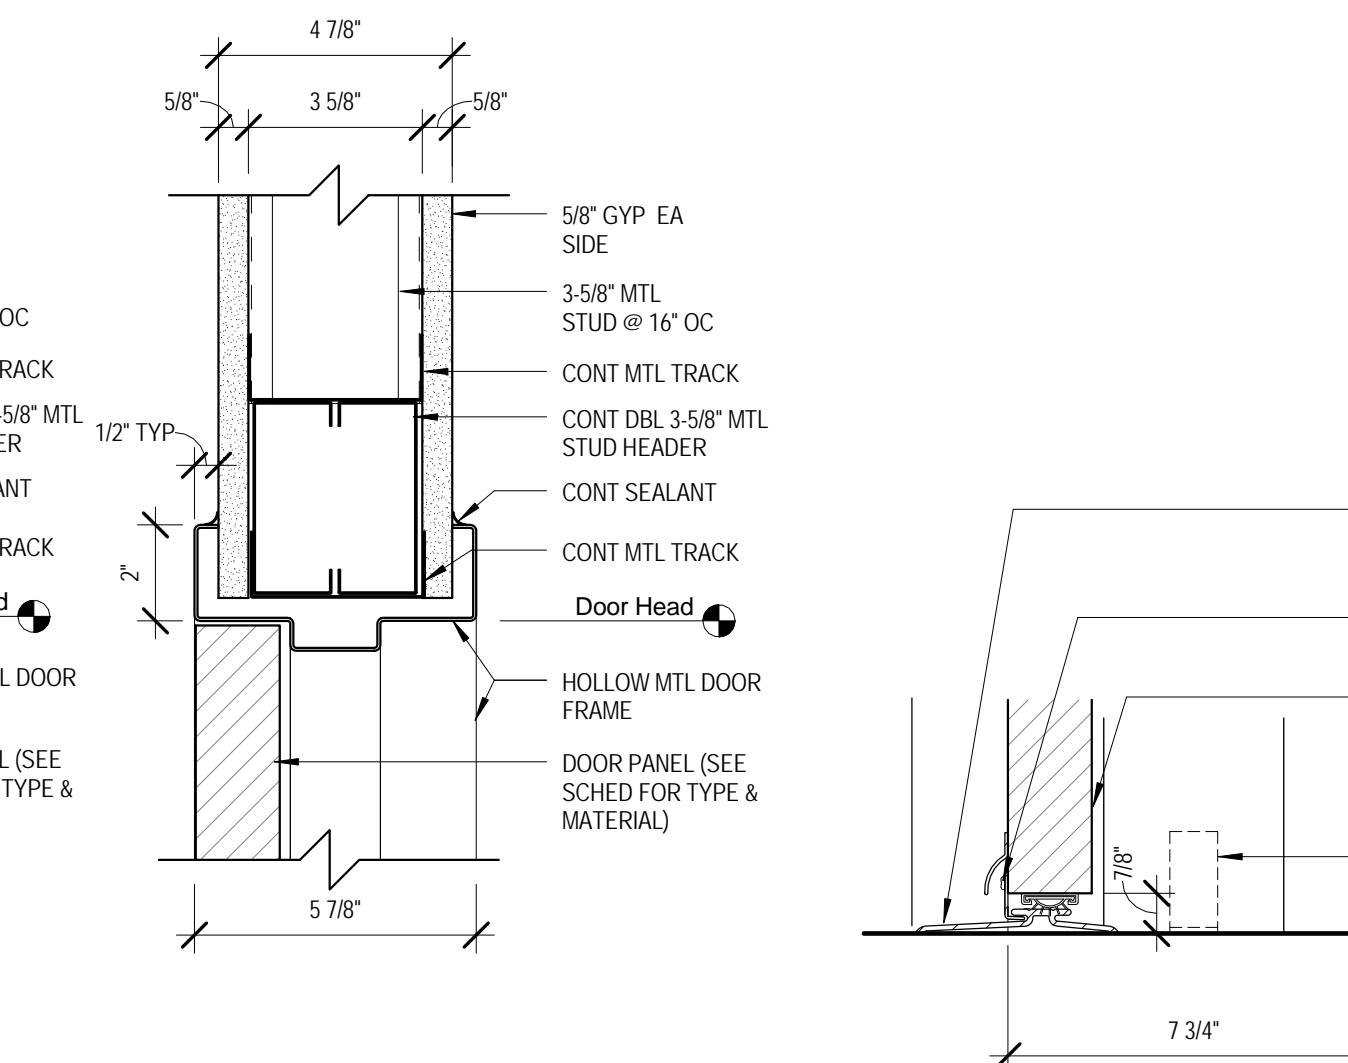 4 7/8"
5/8"
3 5/8"
5/8"
5/8" GYP EA
SIDE
3-5/8" MTL
STUD @ 16" OC
CONT MTL TRACK
CONT DBL 3-5/8" MTL
STUD HEADER
CONT SEALANT
CONT MTL TRACK
Door Head
HOLLOW MTL DOOR
FRAME
DOOR PANEL (SEE
SCHED FOR TYPE &
MATERIAL)
1/2" TYP
2"
5 7/8"
OC
RACK
-5/8" MTL
ER
ANT
RACK
d
L DOOR
L (SEE
TYPE &
7/8"
7 3/4"